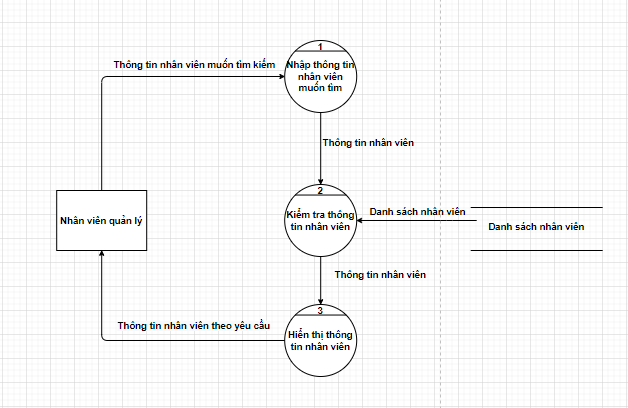 1
Thông tin nhân viên muốn tìm kiếm
Nhập thông tin
nhân viên
muốn tìm
Thông tin nhân viên
2
Danh sách nhân viên
Kiểm tra thông
tin nhân viên
Nhân viên quản lý
Danh sách nhân viên
Thông tin nhân viên
3
Thông tin nhân viên theo yêu cầu
Hiển thị thông
tin nhân viên